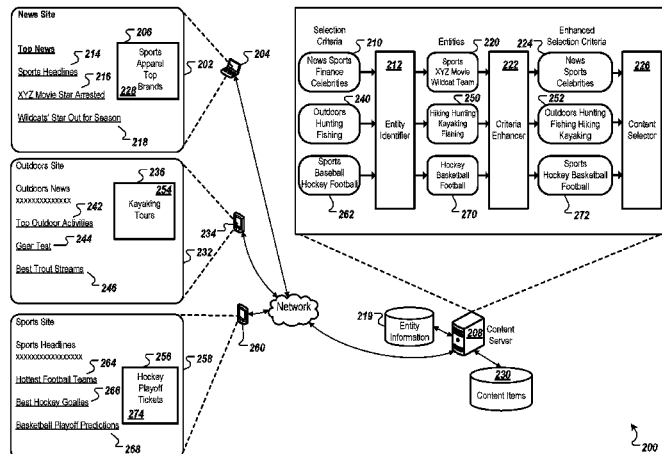 News Site
206
204
Top News
214
Sports Headlines
216
XYZ Movie Star Arrested
Wildcats' Star Out for Season
218
Sports
Apparel
Top
Brands
228
202
Outdoors Site
236
Outdoors News
xxxxxxxxxxxxxx
242
Top Outdoor Activities
244
Gear Test
Best Trout Streams
246
254
Kayaking
Tours
234
232
Sports Site
Sports Headlines
xxxxxxxxxxxxxxxxx
264
Hottest Football Teams
266
Best Hockey Goalies
Basketball Playoff Predictions
268
256
258
260
Hockey
Playoff
Tickets
274
Network
Selection
Criteria
210
Entities
220
Enhanced
Selection Criteria
224
News Sports
Finance
Celebrities
212
Sports
XYZ Movie
Wildcat Team
222
News
Sports
Celebrities
226
240
Outdoors
Hunting
Fishing
Entity
Identifier
250
Hiking Hunting
Kayaking
Fishing
Criteria
Enhancer
252
Outdoors Hunting
Fishing Hiking
Kayaking
Content
Selector
Sports
Baseball
Hockey Football
262
Hockey
Basketball
Football
270
Sports
Hockey Basketball
Football
272
219
Entity
Information
208
Content
Server
230
Content Items
200